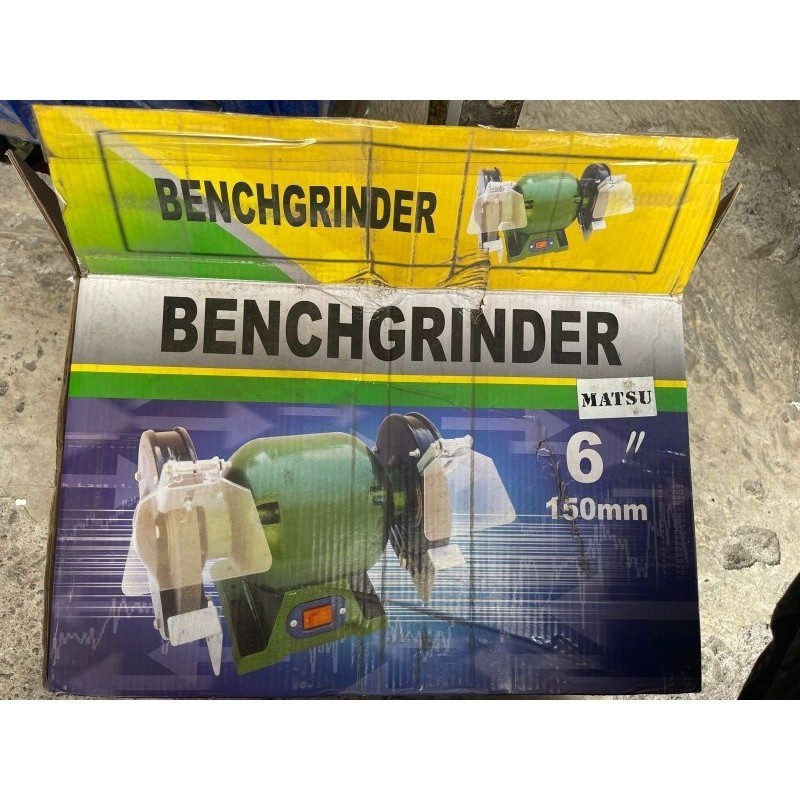 BENCHGRINDER
BENCHGRINDER
MATSU
6"
150mm